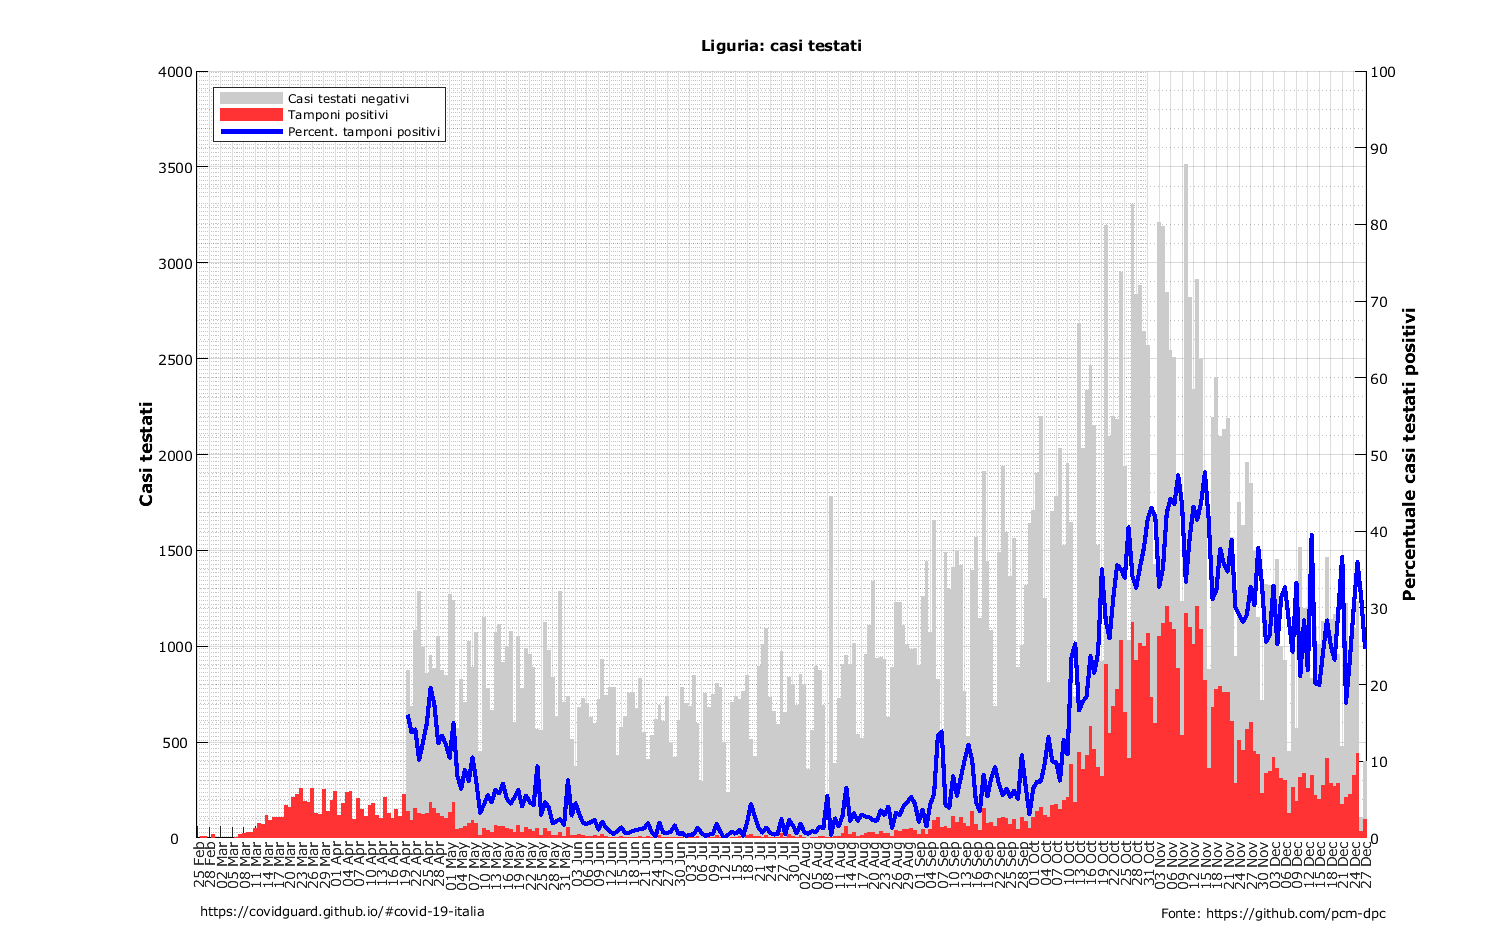 Liguria: casi testati
Casi testati negativi
Tamponi positivi
Percent. tamponi positivi
Casi testati
4000
3500
3000
2500
2000
1500
1000
500
0
100
90
80
70
60
50
40
30
20
10
0
Percentuale casi testati positivi
25 Feb
28 Feb
02 Mar
05 Mar
08 Mar
11 Mar
14 Mar
17 Mar
20 Mar
23 Mar
26 Mar
29 Mar
01 Apr
04 Apr
07 Apr
10 Apr
13 Apr
16 Apr
19 Apr
22 Apr
25 Apr
28 Apr
01 May
04 May
07 May
10 May
13 May
16 May
19 May
22 May
25 May
28 May
31 May
03 Jun
06 Jun
09 Jun
12 Jun
15 Jun
18 Jun
21 Jun
24 Jun
27 Jun
30 Jun
03 Jul
06 Jul
09 Jul
12 Jul
15 Jul
18 Jul
21 Jul
24 Jul
27 Jul
30 Jul
02 Aug
05 Aug
08 Aug
11 Aug
14 Aug
17 Aug
20 Aug
23 Aug
26 Aug
29 Aug
01 Sep
04 Sep
07 Sep
10 Sep
13 Sep
16 Sep
19 Sep
22 Sep
25 Sep
28 Sep
01 Oct
04 Oct
07 Oct
10 Oct
13 Oct
16 Oct
19 Oct
22 Oct
25 Oct
28 Oct
31 Oct
03 Nov
06 Nov
09 Nov
12 Nov
15 Nov
18 Nov
21 Nov
24 Nov
27 Nov
30 Nov
03 Dec
06 Dec
09 Dec
12 Dec
15 Dec
18 Dec
21 Dec
24 Dec
27 Dec
https://covidguard.github.io/#covid-19-italia
Fonte: https://github.com/pcm-dpc